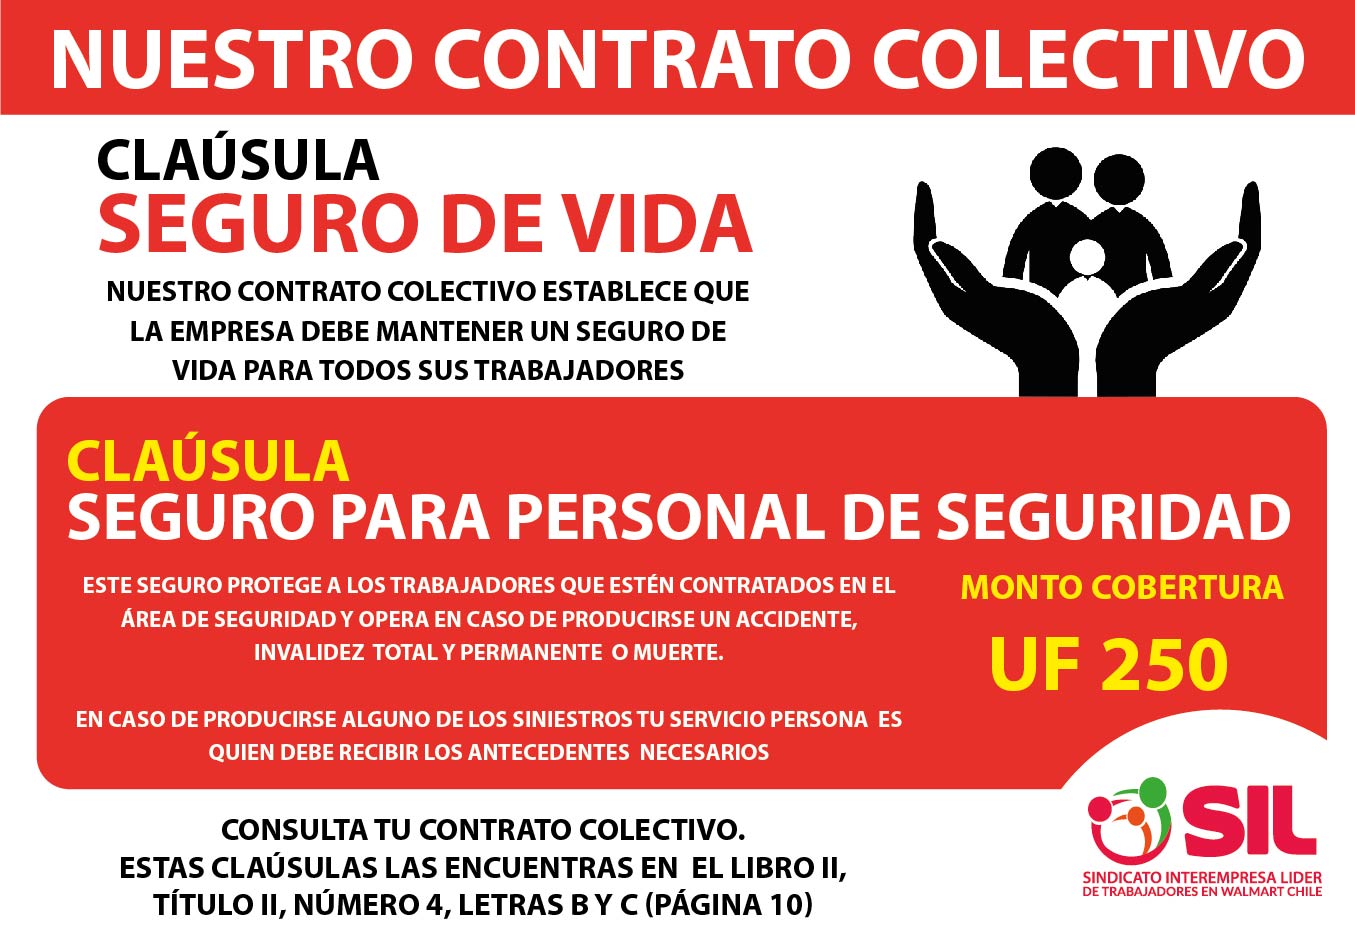 NUESTRO CONTRATO COLECTIVO
CLAÚSULA
SEGURO DE VIDA
NUESTRO CONTRATO COLECTIVO ESTABLECE QUE
LA EMPRESA DEBE MANTENER UN SEGURO DE
VIDA PARA TODOS SUS TRABAJADORES
CLAÚSULA
SEGURO PARA PERSONAL DE SEGURIDAD
ESTE SEGURO PROTEGE A LOS TRABAJADORES QUE ESTÉN CONTRATADOS EN EL
ÁREA DE SEGURIDAD Y OPERA EN CASO DE PRODUCIRSE UN ACCIDENTE,
INVALIDEZ TOTAL Y PERMANENTE O MUERTE.
MONTO COBERTURA
UF 250
EN CASO DE PRODUCIRSE ALGUNO DE LOS SINIESTROS TU SERVICIO PERSONA ES
QUIEN DEBE RECIBIR LOS ANTECEDENTES NECESARIOS
CONSULTA TU CONTRATO COLECTIVO.
ESTAS CLAÚSULAS LAS ENCUENTRAS EN EL LIBRO II,
TÍTULO II, NÚMERO 4, LETRAS B Y C (PÁGINA 10)
SIL
SINDICATO INTEREMPRESA LIDER
DE TRABAJADORES EN WALMART CHILE